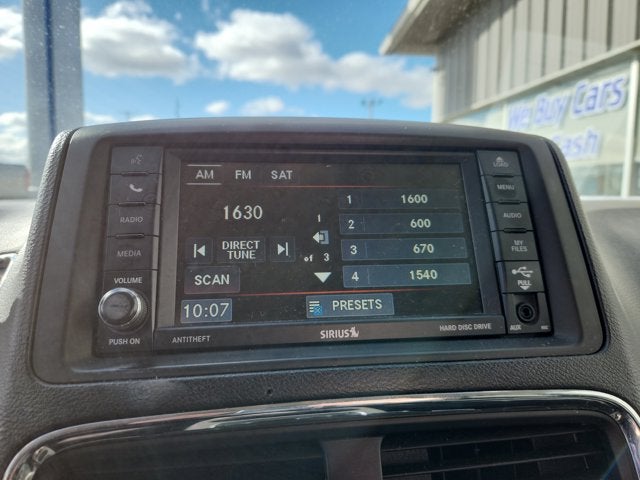 We Buy Cars
Cash
LOAD
PHONE
AM FM SAT
MENU
RADIO
1630
1
1 1600
2 600
AUDIO
DIRECT
TUNE
of 3
3 670
MY
FILES
MEDIA
SCAN
4 1540
PULL
VOLUME
10:07
PRESETS
PUSH ON
ANTITHEFT
SIRIUS
HARD DISC DRIVE
AUX